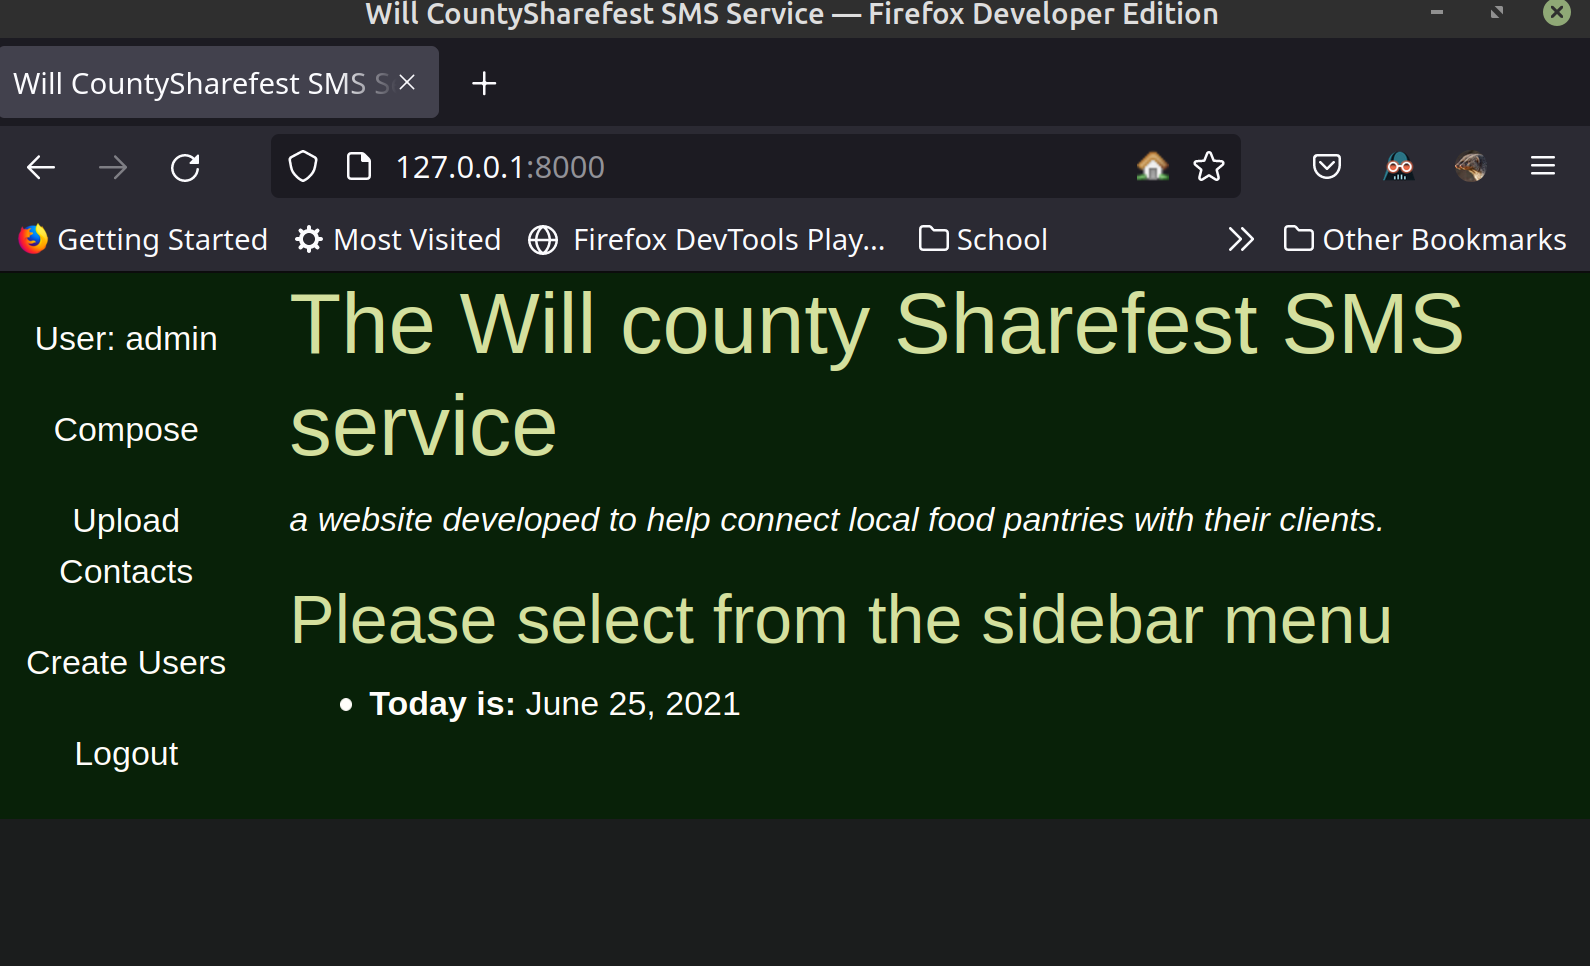 Will CountySharefest SMS Service — Firefox Developer Edition
Will CountySharefest SMS
127.0.0.1:8000
Getting Started
Most Visited
Firefox DevTools Play...
School
Other Bookmarks
User: admin
Compose
Upload
Contacts
Create Users
Logout
The Will county Sharefest SMS
service
a website developed to help connect local food pantries with their clients.
Please select from the sidebar menu
• Today is: June 25, 2021